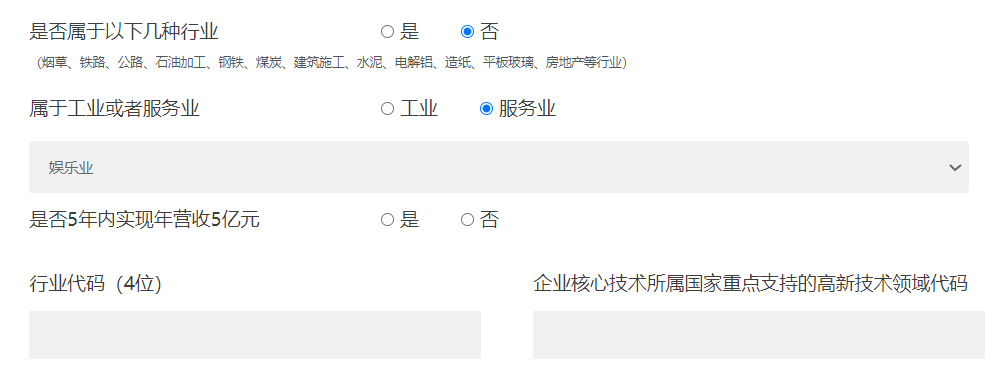 是否属于以下几种行业 是 否
（烟草、铁路、公路、石油加工、钢铁、煤炭、建筑施工、水泥、电解铝、造纸、平板玻璃、房地产等行业）
属于工业或者服务业 工业 服务业
娱乐业
是否5年内实现年营收5亿元 是 否
行业代码（4位） 企业核心技术所属国家重点支持的高新技术领域代码